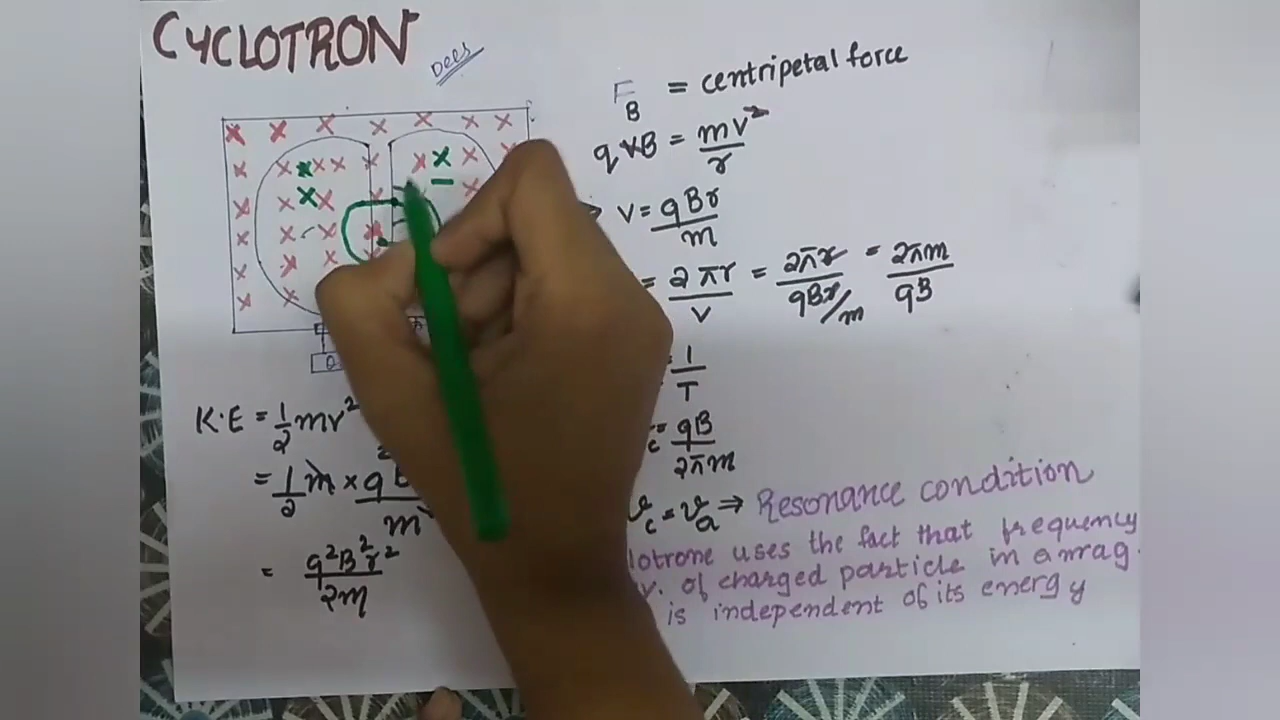 CYCLOTRON
Dees
F_B = centripetal force
qvB = mv²/r
v = qBr/m
= 2πr/v = 2πr/qBr/m = 2πm/qB
= 1/T
c = qB/2πm
ν_c = ν_a ⇒ Resonance condition
lotrone uses the fact that frequency
v. of charged particle in a mag.
is independent of its energy
K.E = 1/2 mv²
= 1/2 m ×
= q²B²r²/2m